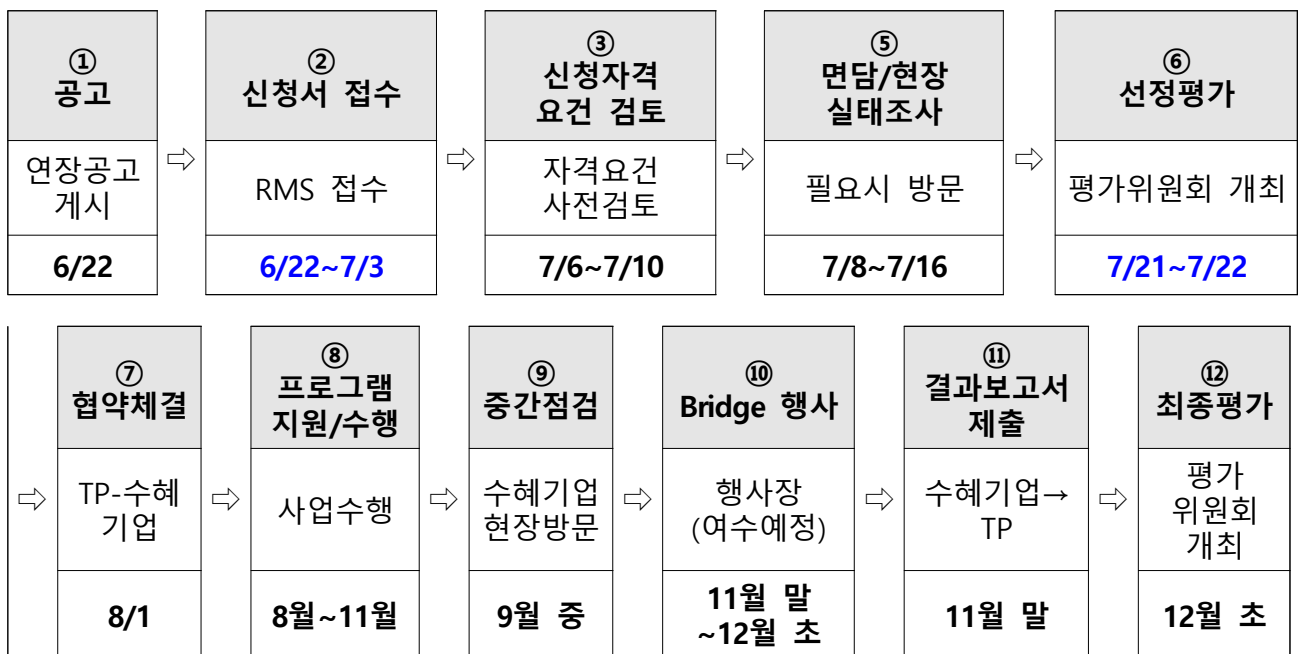 ①
공고
연장공고
게시
6/22
⇨
②
신청서 접수
RMS 접수
6/22~7/3
⇨
③
신청자격
요건 검토
자격요건
사전검토
7/6~7/10
⇨
⑤
면담/현장
실태조사
필요시 방문
7/8~7/16
⇨
⑥
선정평가
평가위원회 개최
7/21~7/22
⇨
⑦
협약체결
TP-수혜
기업
8/1
⇨
⑧
프로그램
지원/수행
사업수행
8월~11월
⇨
⑨
중간점검
수혜기업
현장방문
9월 중
⇨
⑩
Bridge 행사
행사장
(여수예정)
11월 말
~12월 초
⇨
⑪
결과보고서
제출
수혜기업→
TP
11월 말
⇨
⑫
최종평가
평가
위원회
개최
12월 초